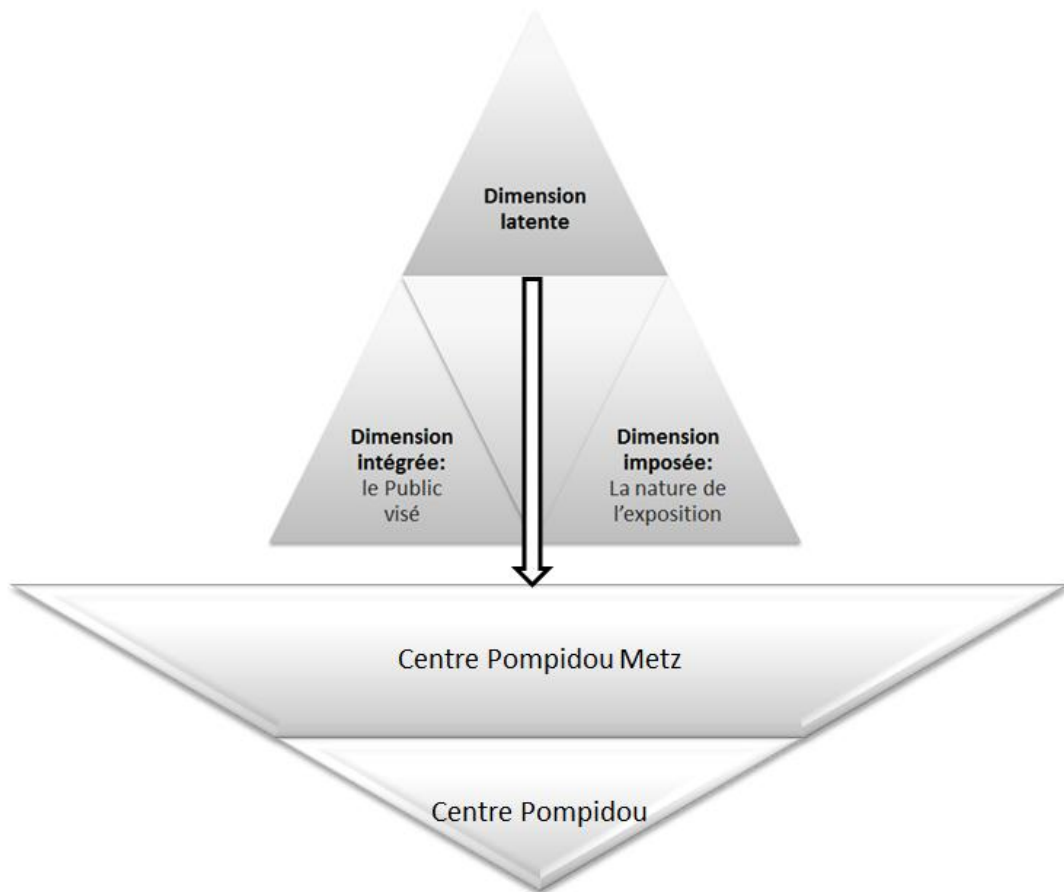 Dimension
latente
Dimension
intégrée:
le Public
visé
Dimension
imposée:
La nature de
l'exposition
Centre Pompidou Metz
Centre Pompidou